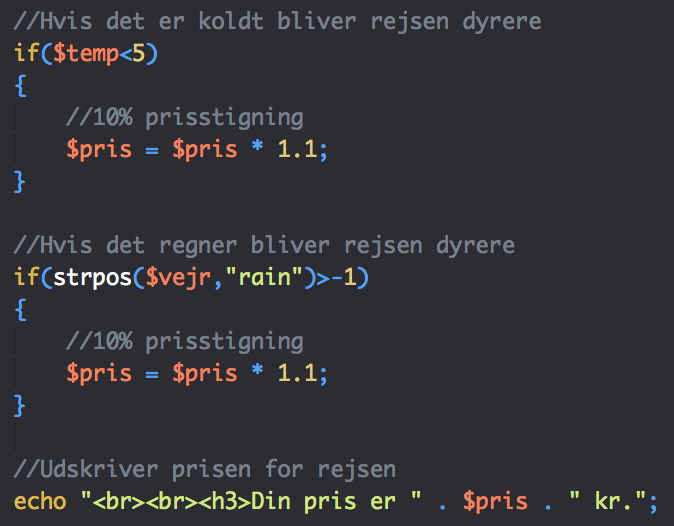 //Hvis det er koldt bliver rejsen dyrere
if($temp<5)
{
    //10% prisstigning
    $pris = $pris * 1.1;
}

//Hvis det regner bliver rejsen dyrere
if(strpos($vejr,"rain")>-1)
{
    //10% prisstigning
    $pris = $pris * 1.1;
}

//Udskriver prisen for rejsen
echo "<br><br><h3>Din pris er " . $pris . " kr.";